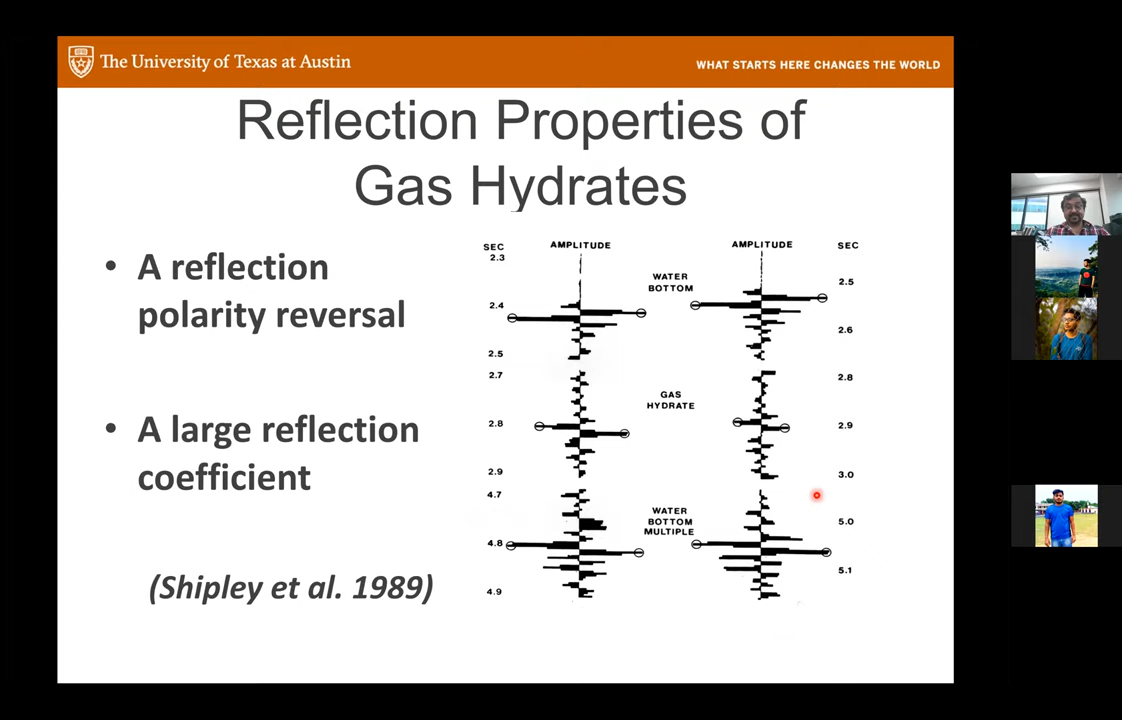 The University of Texas at Austin
WHAT STARTS HERE CHANGES THE WORLD
Reflection Properties of
Gas Hydrates
• A reflection
polarity reversal
• A large reflection
coefficient
(Shipley et al. 1989)
SEC
AMPLITUDE
AMPLITUDE
SEC
2.3
2.4
2.5
WATER
BOTTOM
2.5
2.6
2.7
2.8
2.9
GAS
HYDRATE
2.8
2.9
3.0
4.7
4.8
4.9
WATER
BOTTOM
MULTIPLE
5.0
5.1